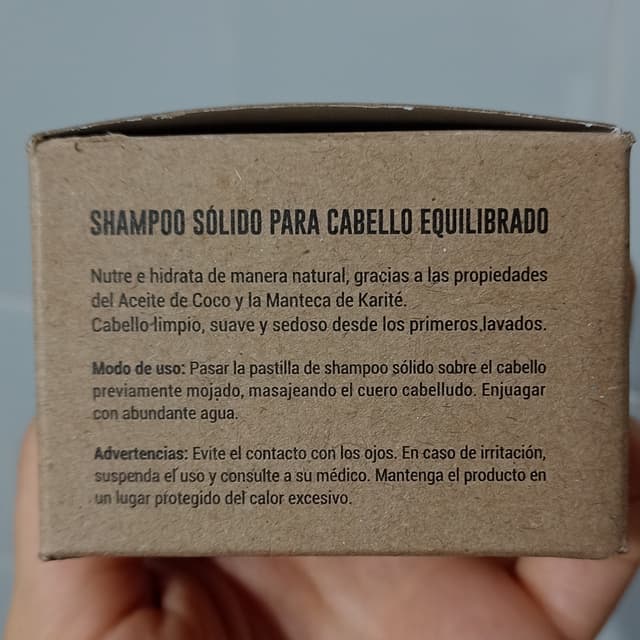 SHAMPOO SÓLIDO PARA CABELLO EQUILIBRADO
Nutre e hidrata de manera natural, gracias a las propiedades
del Aceite de Coco y la Manteca de Karité.
Cabello limpio, suave y sedoso desde los primeros lavados.
Modo de uso: Pasar la pastilla de shampoo sólido sobre el cabello
previamente mojado, masajeando el cuero cabelludo. Enjuagar
con abundante agua.
Advertencias: Evite el contacto con los ojos. En caso de irritación,
suspenda el uso y consulte a su médico. Mantenga el producto en
un lugar protegido del calor excesivo.